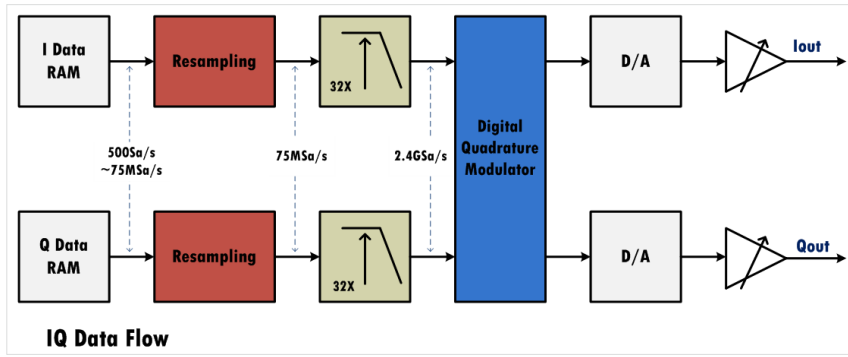 I Data
RAM
Resampling
32X
D/A
Iout
500Sa/s
~75MSa/s
75MSa/s
2.4GSa/s
Digital
Quadrature
Modulator
Q Data
RAM
Resampling
32X
D/A
Qout
IQ Data Flow